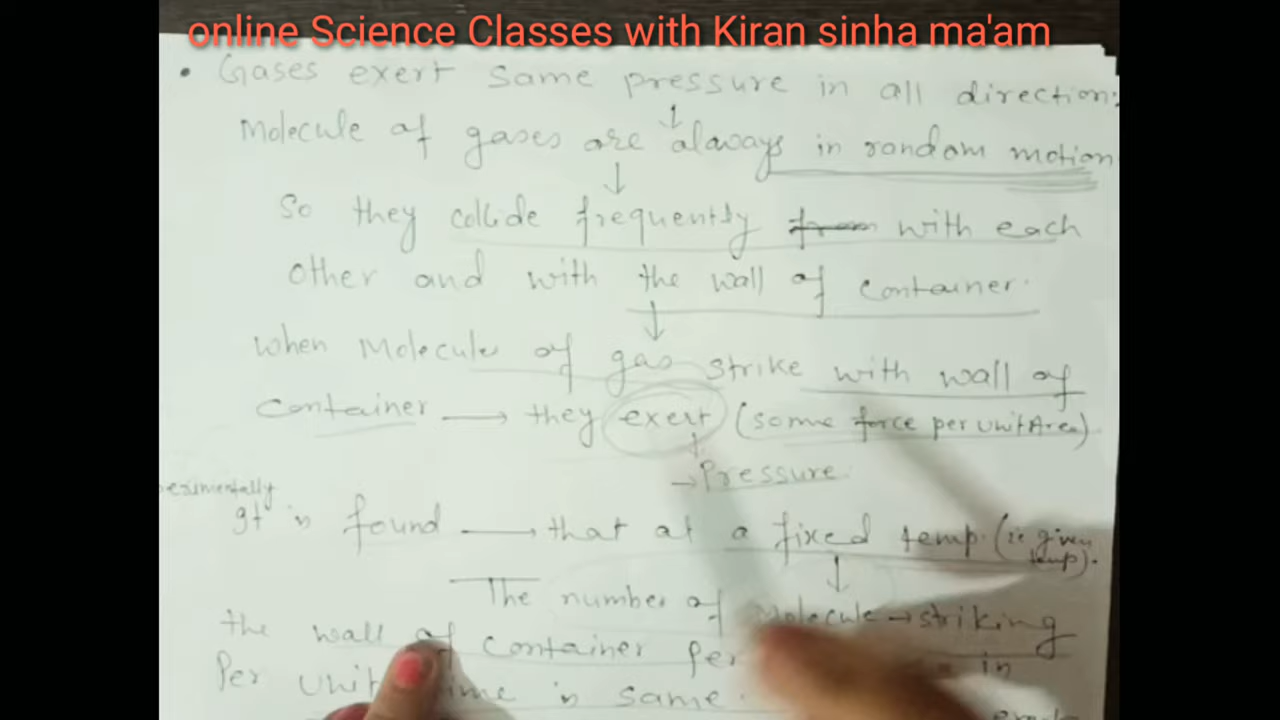 online Science Classes with Kiran sinha ma'am
• Gases exert same pressure in all direction:
↓
Molecule of gases are always in random motion
↓
So they collide frequently with each
other and with the wall of container.
↓
when Molecules of gas strike with wall of
container → they exert (some force per unit Area)
→ Pressure.
perimentally
It is found → that at a fixed temp. (ie given
temp).
↓
The number of Molecule → striking
the wall of container per in
Per unit time is same.